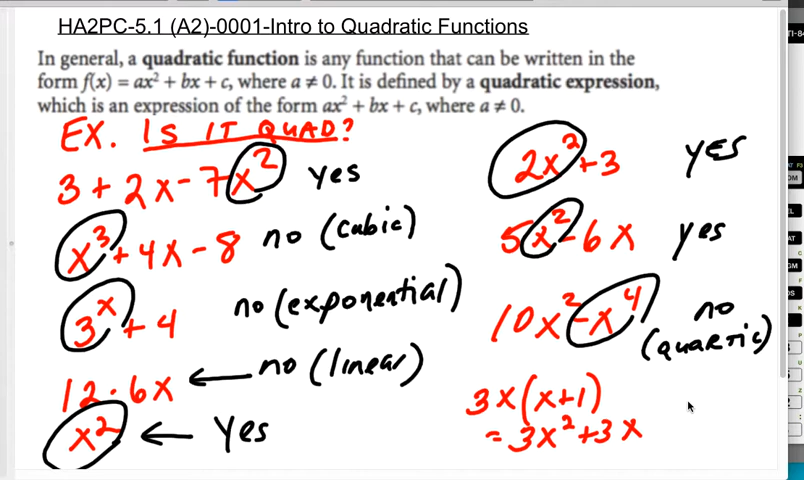 HA2PC-5.1 (A2)-0001-Intro to Quadratic Functions
In general, a quadratic function is any function that can be written in the
form f(x) = ax² + bx + c, where a ≠ 0. It is defined by a quadratic expression,
which is an expression of the form ax² + bx + c, where a ≠ 0.
EX. IS IT QUAD?
3 + 2x - 7x² yes
x³ + 4x - 8 no (cubic)
3ˣ + 4 no (exponential)
12 - 6x ← no (linear)
x² ← Yes
2x² + 3 yES
5x² - 6x yes
10x² - x⁴ no
(quartic)
3x(x+1)
= 3x² + 3x